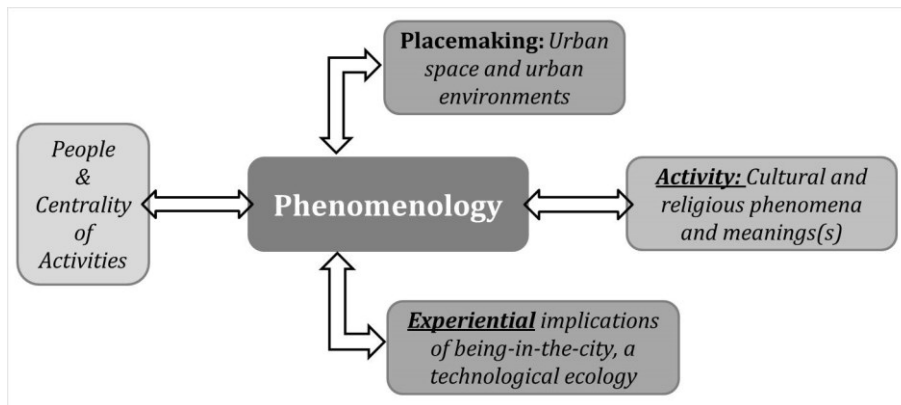 Placemaking: Urban
space and urban
environments
People
&
Centrality
of
Activities
Phenomenology
Activity: Cultural and
religious phenomena
and meanings(s)
Experiential implications
of being-in-the-city, a
technological ecology